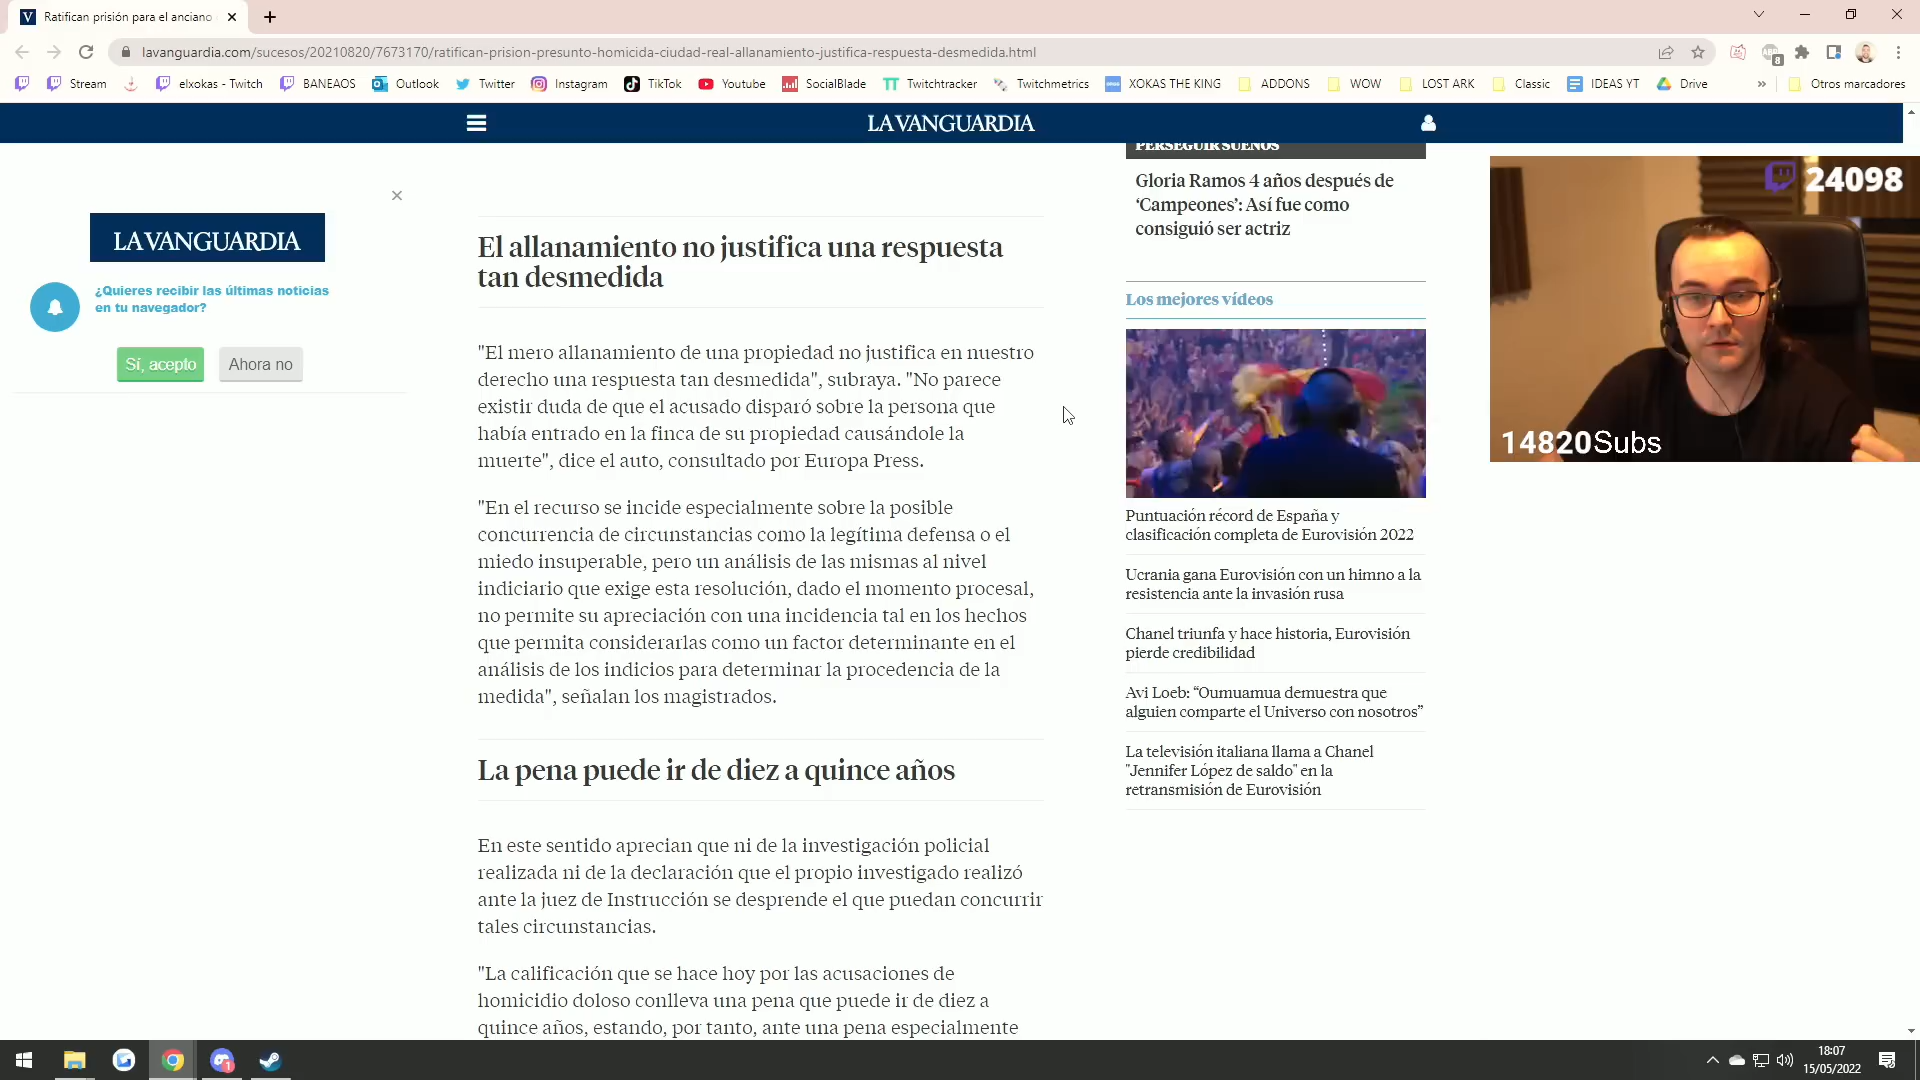 Ratifican prisión para el anciano
lavanguardia.com/sucesos/20210820/7673170/ratifican-prision-presunto-homicida-ciudad-real-allanamiento-justifica-respuesta-desmedida.html
Stream elxokas - Twitch BANEAOS Outlook Twitter Instagram TikTok Youtube SocialBlade Twitchtracker Twitchmetrics XOKAS THE KING ADDONS WOW LOST ARK Classic IDEAS YT Drive » Otros marcadores
LA VANGUARDIA
LA VANGUARDIA
¿Quieres recibir las últimas noticias
en tu navegador?
Sí, acepto
Ahora no
El allanamiento no justifica una respuesta
tan desmedida
"El mero allanamiento de una propiedad no justifica en nuestro
derecho una respuesta tan desmedida", subraya. "No parece
existir duda de que el acusado disparó sobre la persona que
había entrado en la finca de su propiedad causándole la
muerte", dice el auto, consultado por Europa Press.
"En el recurso se incide especialmente sobre la posible
concurrencia de circunstancias como la legítima defensa o el
miedo insuperable, pero un análisis de las mismas al nivel
indiciario que exige esta resolución, dado el momento procesal,
no permite su apreciación con una incidencia tal en los hechos
que permita considerarlas como un factor determinante en el
análisis de los indicios para determinar la procedencia de la
medida", señalan los magistrados.
La pena puede ir de diez a quince años
En este sentido aprecian que ni de la investigación policial
realizada ni de la declaración que el propio investigado realizó
ante la juez de Instrucción se desprende el que puedan concurrir
tales circunstancias.
"La calificación que se hace hoy por las acusaciones de
homicidio doloso conlleva una pena que puede ir de diez a
quince años, estando, por tanto, ante una pena especialmente
PERSEGUIR SUEÑOS
Gloria Ramos 4 años después de
‘Campeones’: Así fue como
consiguió ser actriz
Los mejores vídeos
Puntuación récord de España y
clasificación completa de Eurovisión 2022
Ucrania gana Eurovisión con un himno a la
resistencia ante la invasión rusa
Chanel triunfa y hace historia, Eurovisión
pierde credibilidad
Avi Loeb: “Oumuamua demuestra que
alguien comparte el Universo con nosotros”
La televisión italiana llama a Chanel
"Jennifer López de saldo" en la
retransmisión de Eurovisión
24098
14820Subs
8
1
18:07
15/05/2022